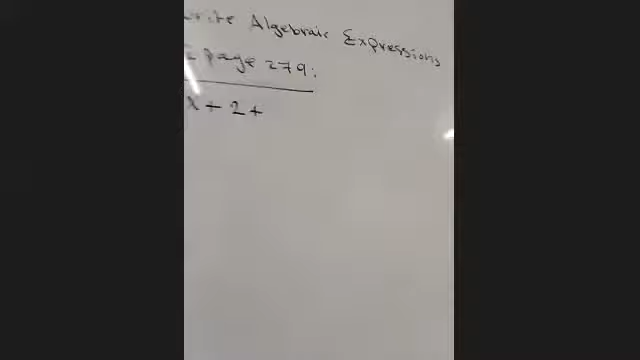 Algebraic Expressions
page 279:
x + 2 +